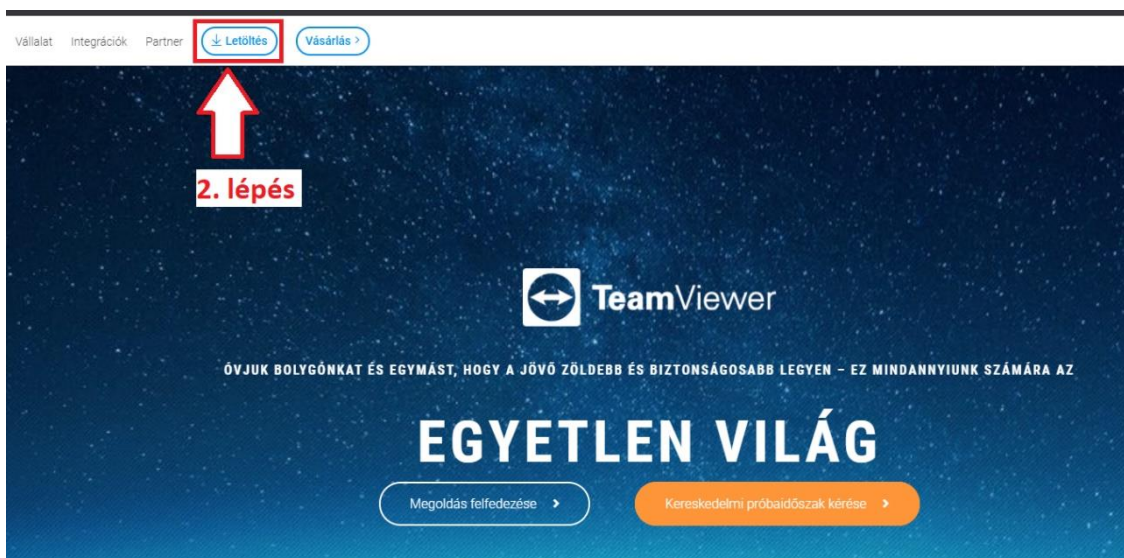 Vállalat Integrációk Partner Letöltés Vásárlás >
2. lépés
TeamViewer
ÓVJUK BOLYGÓNKAT ÉS EGYMÁST, HOGY A JÖVŐ ZÖLDEBB ÉS BIZTONSÁGOSABB LEGYEN – EZ MINDANNYIUNK SZÁMÁRA AZ
EGYETLEN VILÁG
Megoldás felfedezése > Kereskedelmi próbaidőszak kérése >